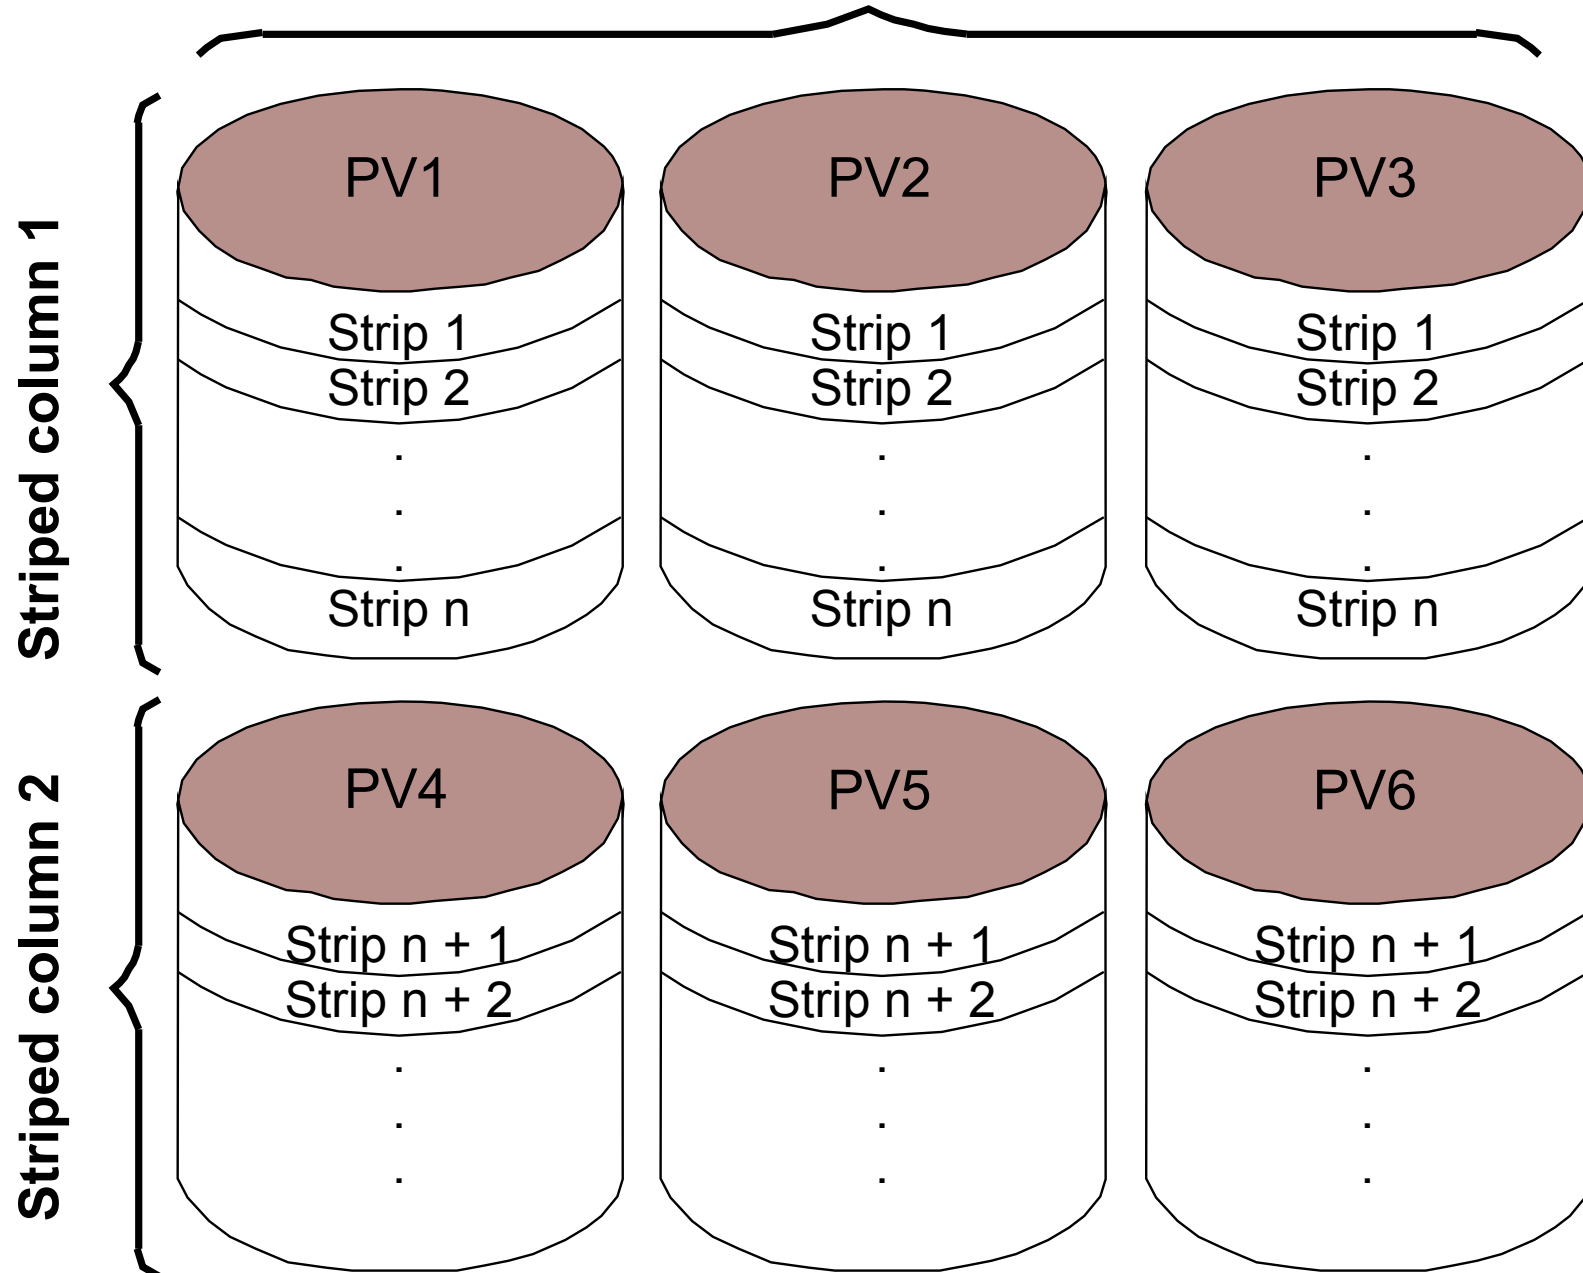 Striped column 1
PV1 PV2 PV3
Strip 1 Strip 1 Strip 1
Strip 2 Strip 2 Strip 2
. . .
. . .
. . .
Strip n Strip n Strip n
Striped column 2
PV4 PV5 PV6
Strip n + 1 Strip n + 1 Strip n + 1
Strip n + 2 Strip n + 2 Strip n + 2
. . .
. . .
. . .